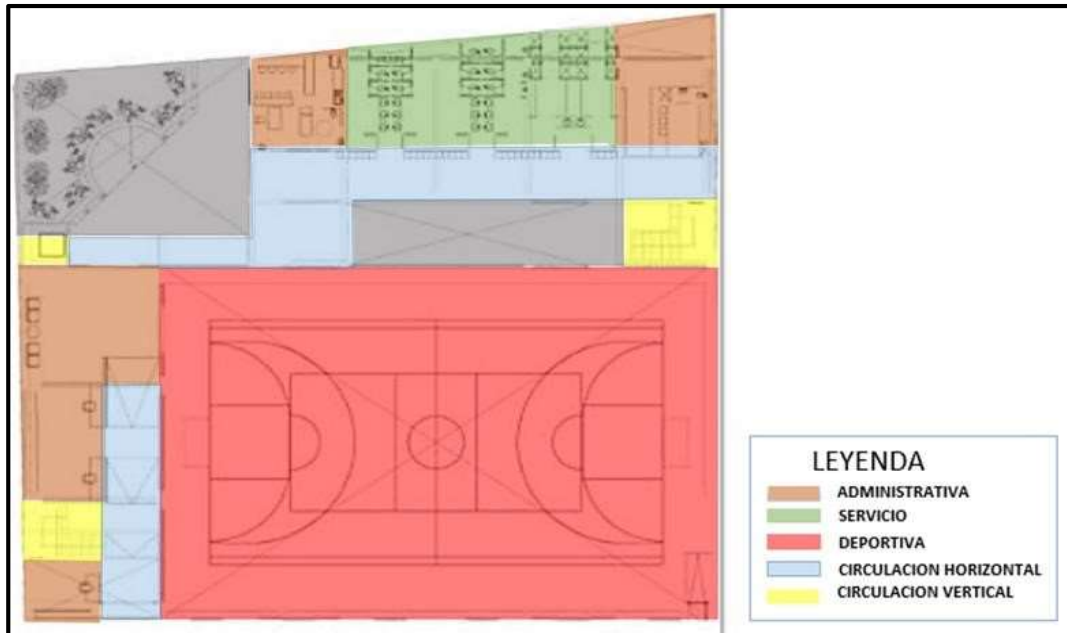 LEYENDA
ADMINISTRATIVA
SERVICIO
DEPORTIVA
CIRCULACION HORIZONTAL
CIRCULACION VERTICAL